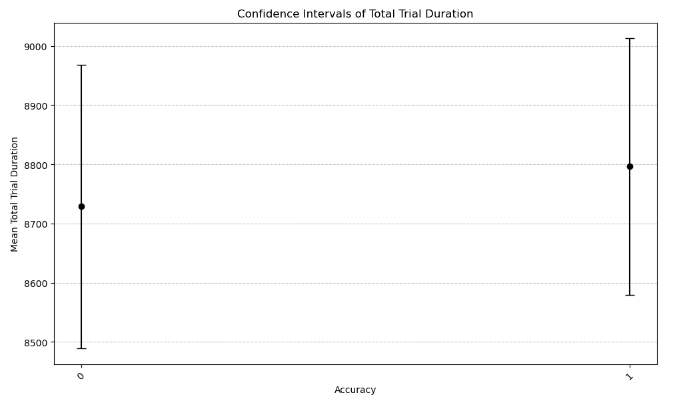 Confidence Intervals of Total Trial Duration
9000
8900
8800
8700
8600
8500
Mean Total Trial Duration
0
1
Accuracy